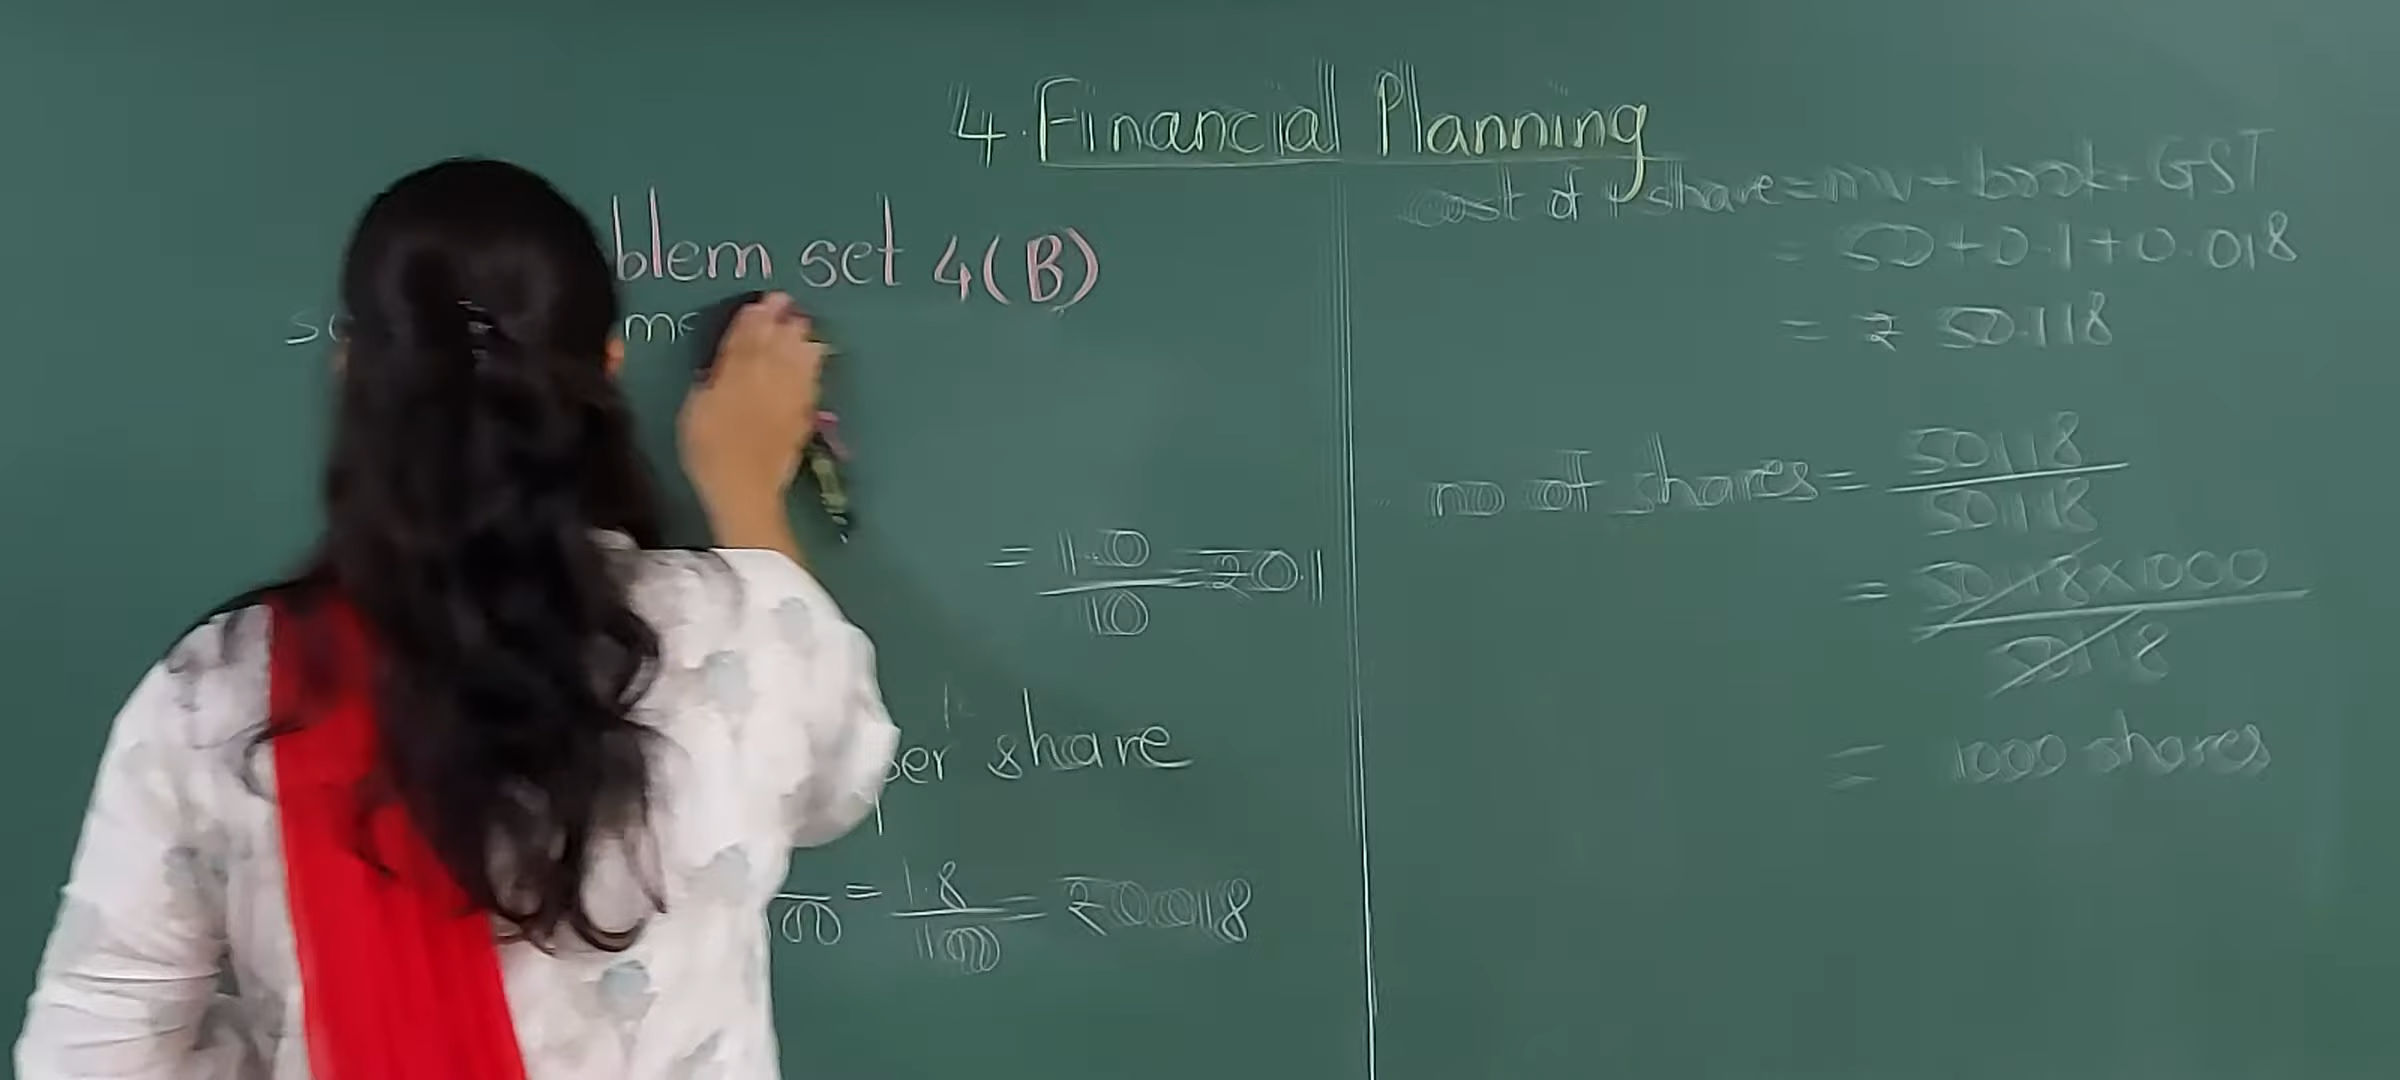 4. Financial Planning
blem set 4(B)
= 1.0 / 10 = ₹0.1
per share
= 1.8 / 100 = ₹0.018
cost of 1 share = mv + brok + GST
= 50 + 0.1 + 0.018
= ₹ 50.118
no of shares = 50118 / 50.118
= 50118 x 1000 / 50118
= 1000 shares